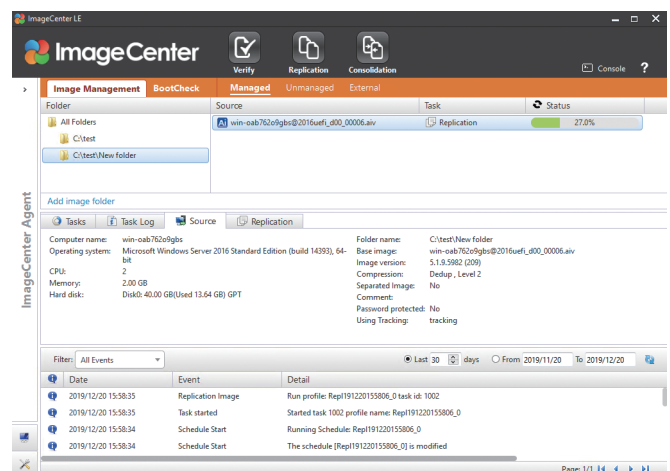 ImageCenter LE
ImageCenter
Verify
Replication
Consolidation
Console
?
Image Management
BootCheck
Managed
Unmanaged
External
Folder
Source
Task
Status
All Folders
C:\test
C:\test\New folder
win-oab762o9gbs@2016uefi_d00_00006.aiv
Replication
27.0%
Add image folder
ImageCenter Agent
Tasks
Task Log
Source
Replication
Computer name: win-oab762o9gbs
Operating system: Microsoft Windows Server 2016 Standard Edition (build 14393), 64-
bit
CPU: 2
Memory: 2.00 GB
Hard disk: Disk0: 40.00 GB(Used 13.64 GB) GPT
Folder name: C:\test\New folder
Base image: win-oab762o9gbs@2016uefi_d00_00006.aiv
Image version: 5.1.9.5982 (209)
Compression: Dedup , Level 2
Separated Image: No
Comment:
Password protected: No
Using Tracking: tracking
Filter: All Events
Last 30 days
From 2019/11/20 To 2019/12/20
Date Event Detail
2019/12/20 15:58:35 Replication Image Run profile: Repl191220155806_0 task id: 1002
2019/12/20 15:58:35 Task started Started task 1002 profile name: Repl191220155806_0
2019/12/20 15:58:34 Schedule Start Running Schedule: Repl191220155806_0
2019/12/20 15:58:34 Schedule Start The schedule [Repl191220155806_0] is modified
Page: 1/1